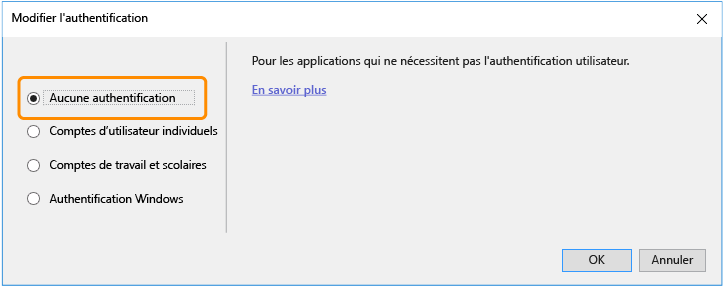 Modifier l'authentification
Aucune authentification
Comptes d’utilisateur individuels
Comptes de travail et scolaires
Authentification Windows
Pour les applications qui ne nécessitent pas l'authentification utilisateur.
En savoir plus
OK
Annuler